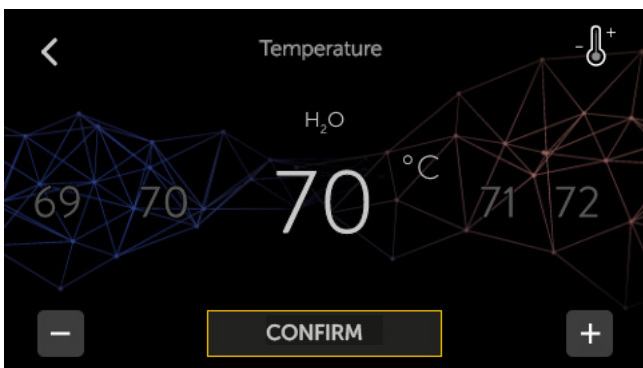 Temperature
- +
H₂O
69 70 70 °C 71 72
− CONFIRM +